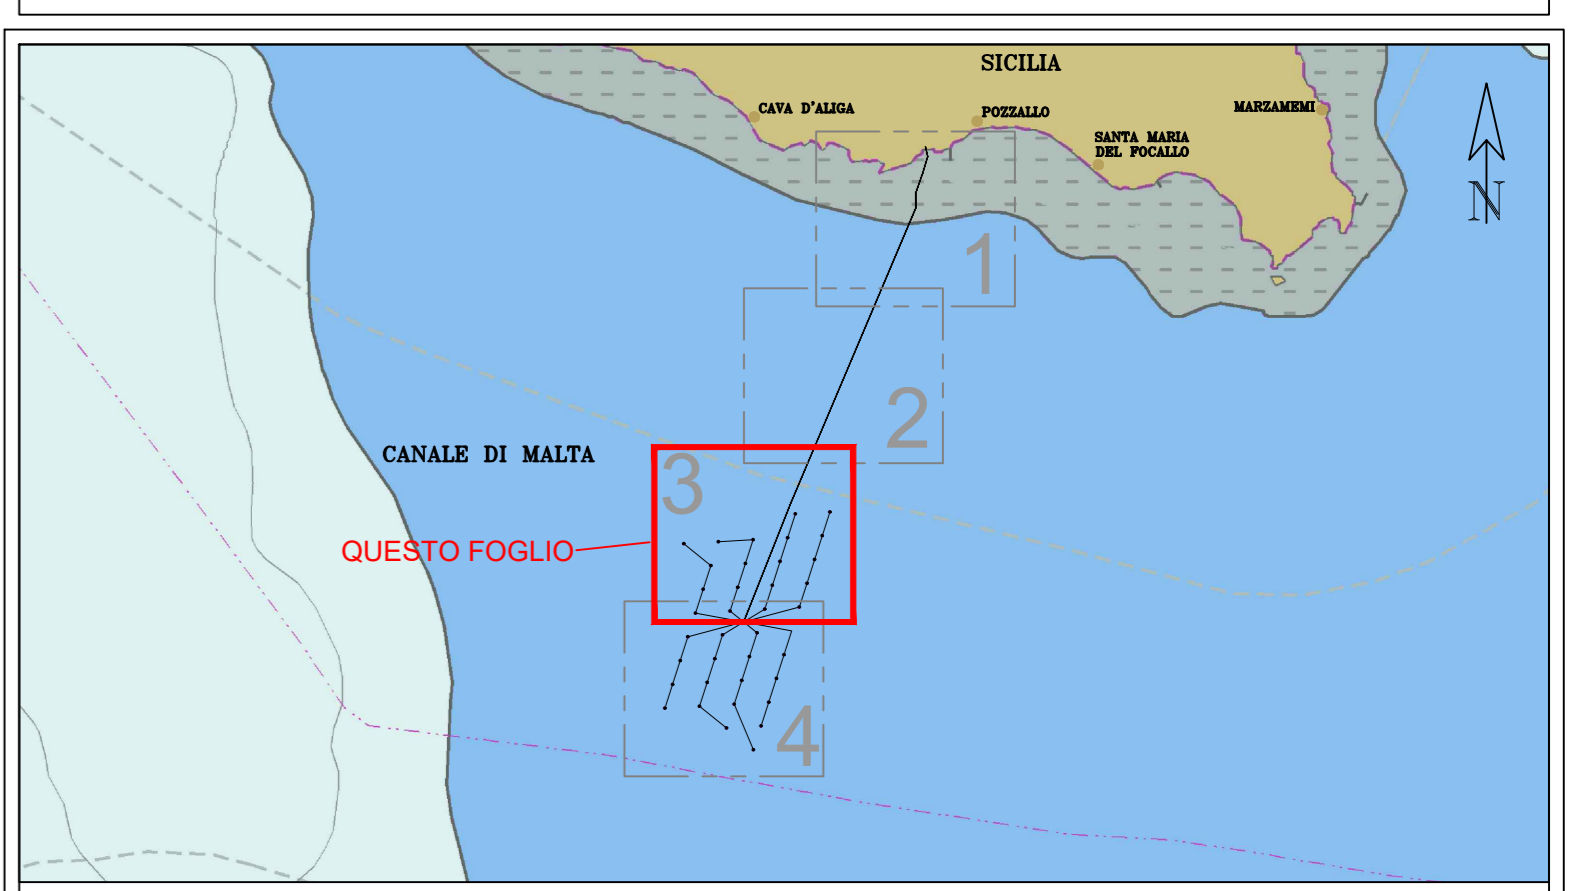 SICILIA
CAVA D'ALIGA
POZZALLO
MARZAMEMI
SANTA MARIA
DEL FOCALLO
N
1
2
CANALE DI MALTA
3
QUESTO FOGLIO
4